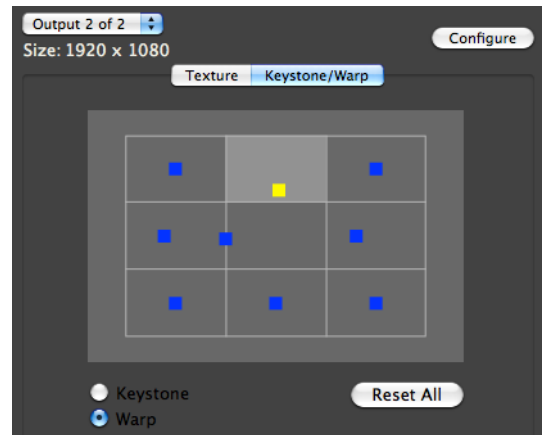 Output 2 of 2
Configure
Size: 1920 x 1080
Texture
Keystone/Warp
Keystone
Reset All
Warp